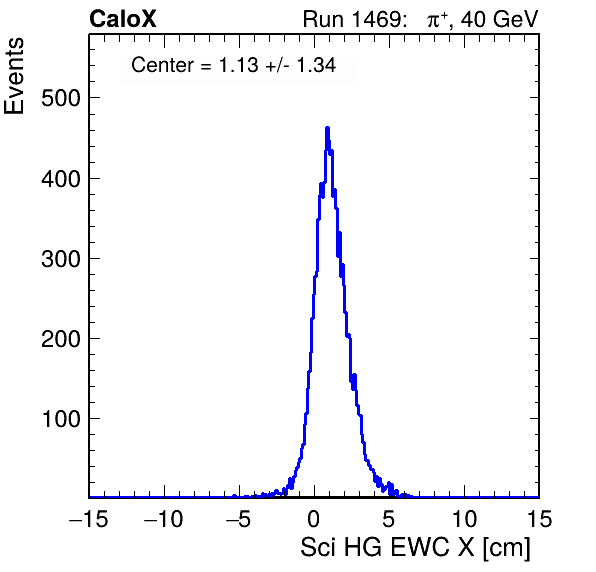 CaloX Run 1469: π+, 40 GeV
Center = 1.13 +/- 1.34
Events
500
400
300
200
100
−15 −10 −5 0 5 10 15
Sci HG EWC X [cm]